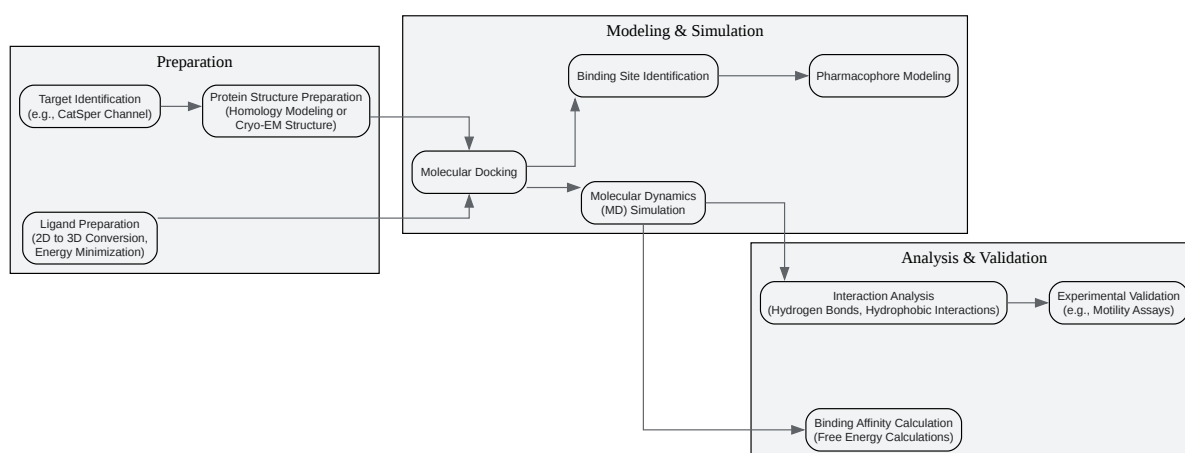 Preparation
Target Identification
(e.g., CatSper Channel)
Protein Structure Preparation
(Homology Modeling or
Cryo-EM Structure)
Ligand Preparation
(2D to 3D Conversion,
Energy Minimization)
Modeling & Simulation
Binding Site Identification
Pharmacophore Modeling
Molecular Docking
Molecular Dynamics
(MD) Simulation
Analysis & Validation
Interaction Analysis
(Hydrogen Bonds, Hydrophobic Interactions)
Experimental Validation
(e.g., Motility Assays)
Binding Affinity Calculation
(Free Energy Calculations)